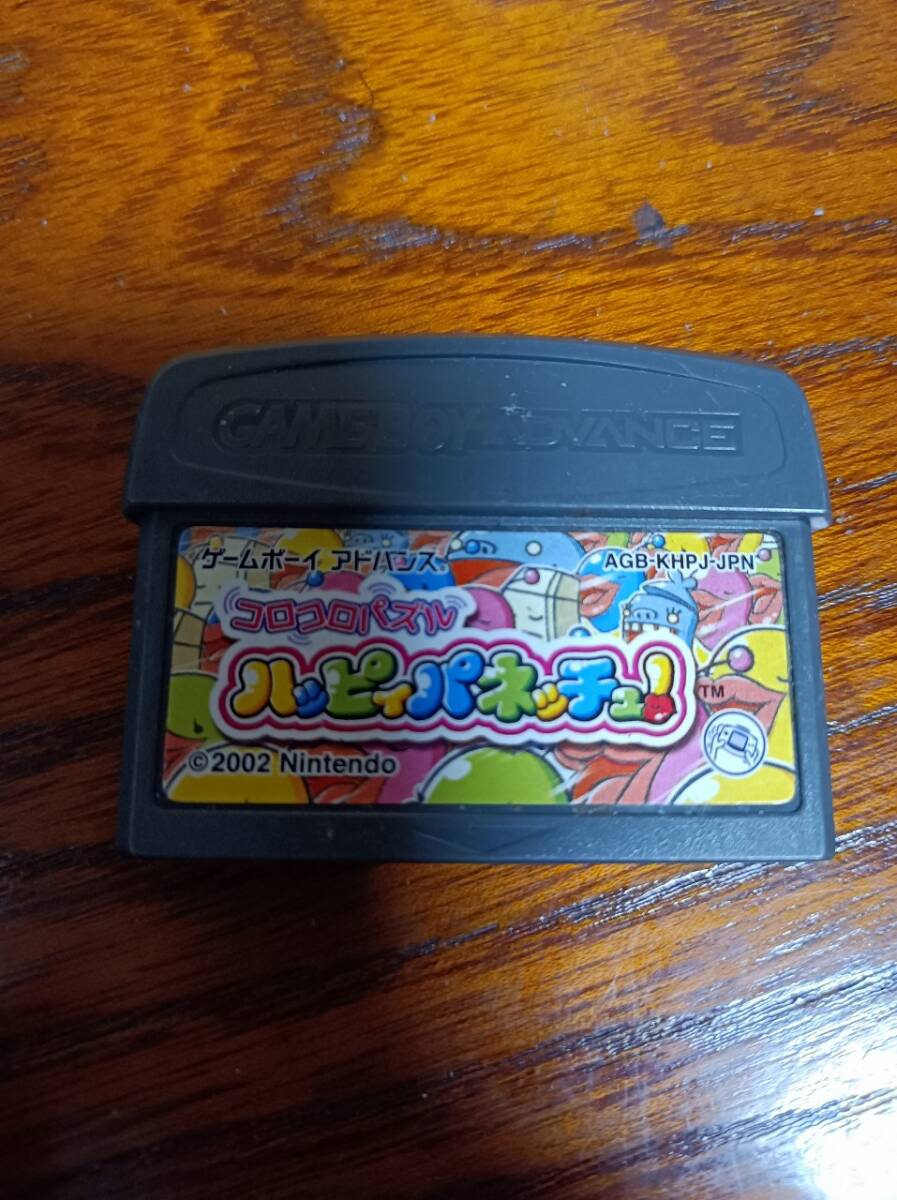 GAME BOY ADVANCE
ゲームボーイ アドバンス AGB-KHPJ-JPN
コロコロパズル
ハッピィパネッチュ! TM
©2002 Nintendo